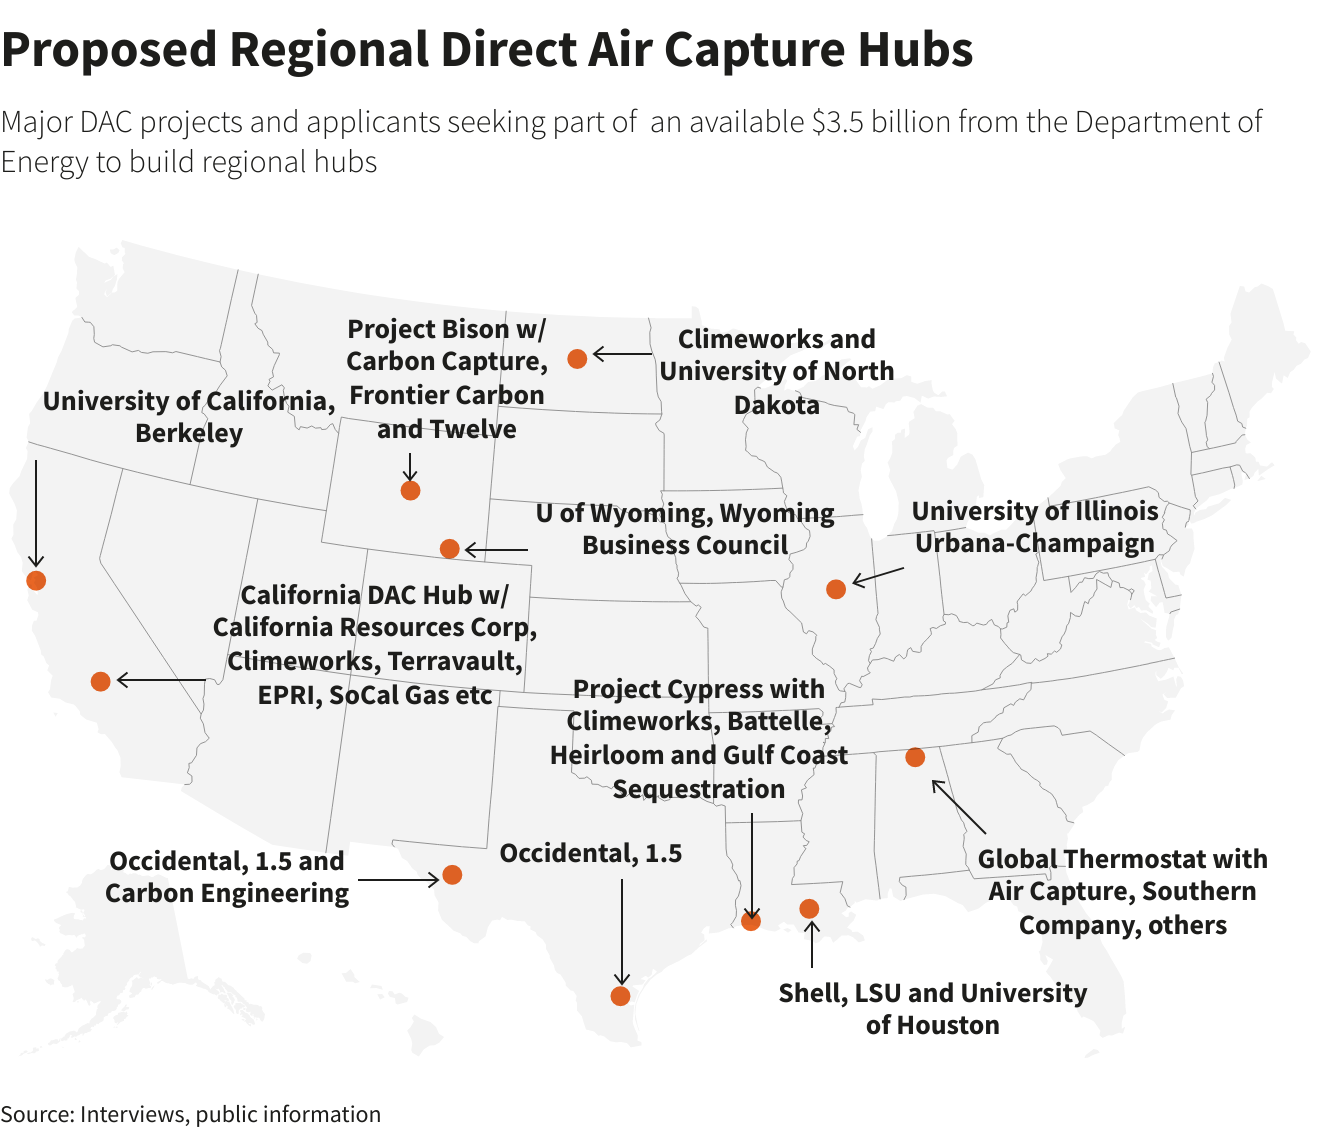 Proposed Regional Direct Air Capture Hubs
Major DAC projects and applicants seeking part of  an available $3.5 billion from the Department of
Energy to build regional hubs
Project Bison w/
Carbon Capture,
Frontier Carbon
and Twelve
Climeworks and
University of North
Dakota
University of California,
Berkeley
U of Wyoming, Wyoming
Business Council
University of Illinois
Urbana-Champaign
California DAC Hub w/
California Resources Corp,
Climeworks, Terravault,
EPRI, SoCal Gas etc
Project Cypress with
Climeworks, Battelle,
Heirloom and Gulf Coast
Sequestration
Occidental, 1.5 and
Carbon Engineering
Occidental, 1.5
Global Thermostat with
Air Capture, Southern
Company, others
Shell, LSU and University
of Houston
Source: Interviews, public information